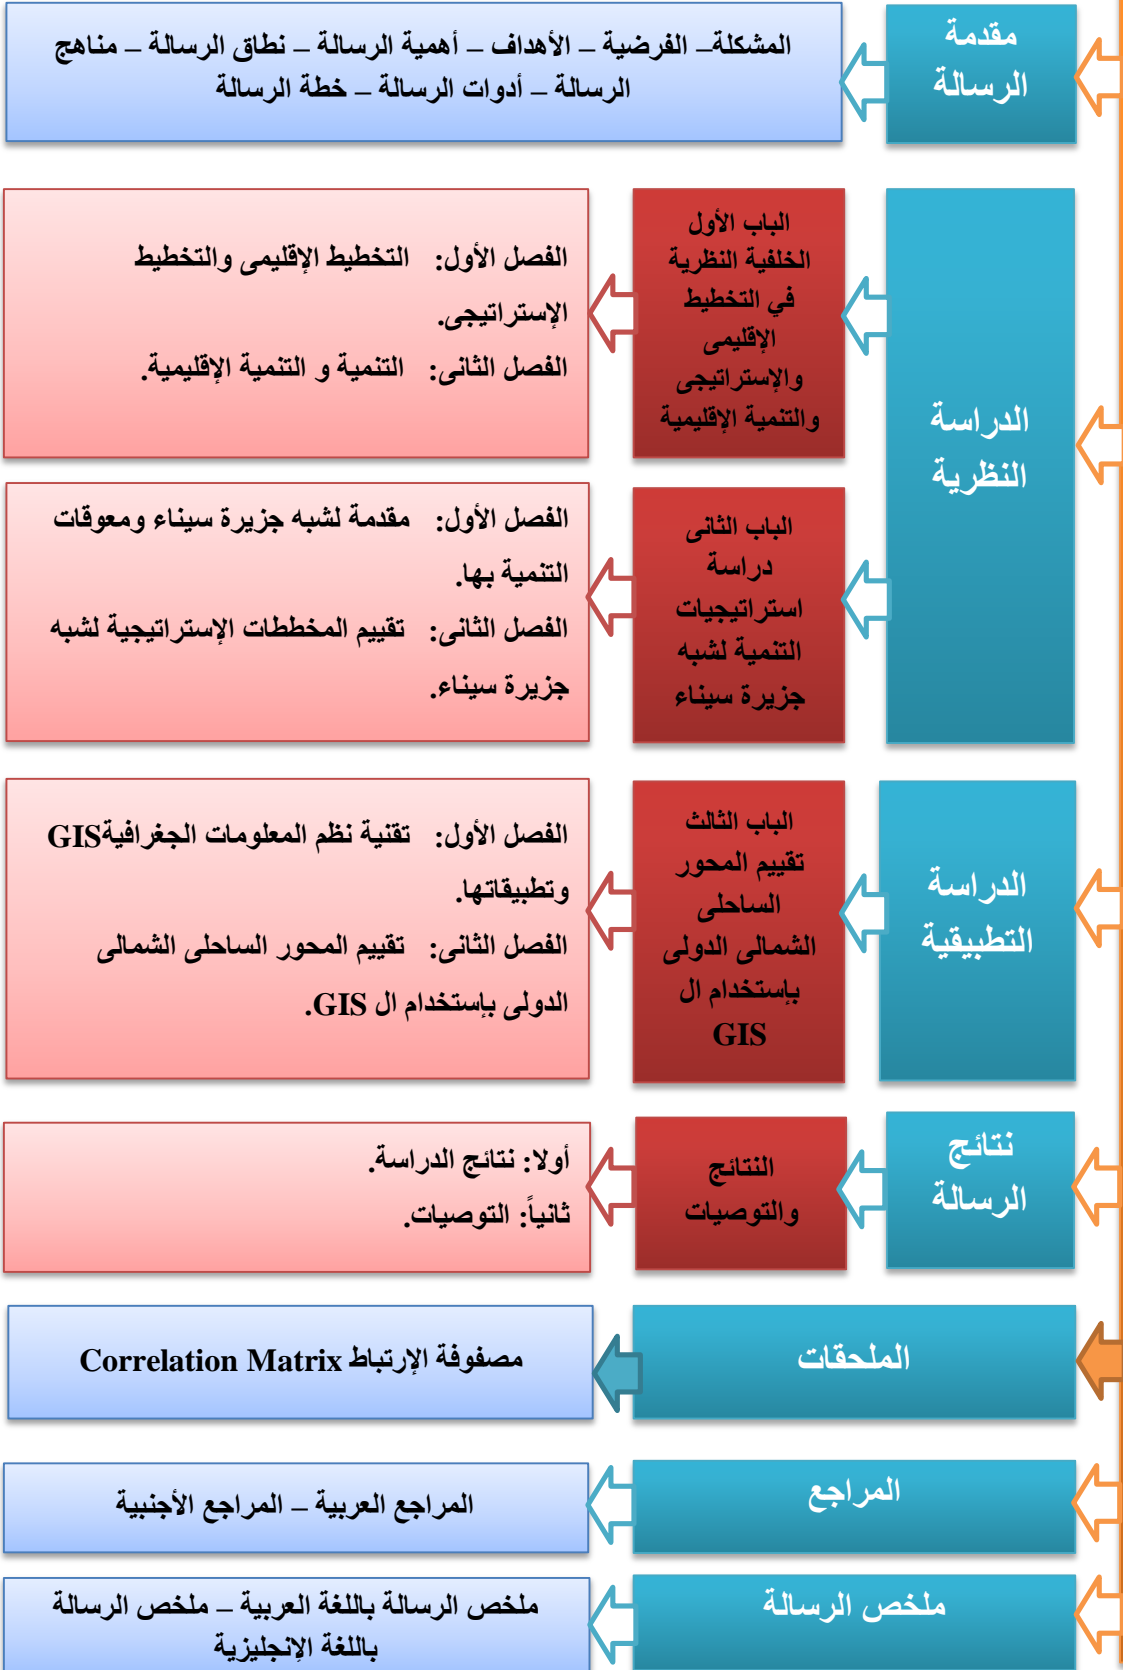 مقدمة
الرسالة
المشكلة– الفرضية – الأهداف – أهمية الرسالة – نطاق الرسالة – مناهج
الرسالة – أدوات الرسالة – خطة الرسالة
الدراسة
النظرية
الباب الأول
الخلفية النظرية
في التخطيط
الإقليمى
والإستراتيجى
والتنمية الإقليمية
الفصل الأول: التخطيط الإقليمى والتخطيط
الإستراتيجى.
الفصل الثانى: التنمية و التنمية الإقليمية.
الباب الثانى
دراسة
استراتيجيات
التنمية لشبه
جزيرة سيناء
الفصل الأول: مقدمة لشبه جزيرة سيناء ومعوقات
التنمية بها.
الفصل الثانى: تقييم المخططات الإستراتيجية لشبه
جزيرة سيناء.
الدراسة
التطبيقية
الباب الثالث
تقييم المحور
الساحلى
الشمالى الدولى
بإستخدام ال
GIS
الفصل الأول: تقنية نظم المعلومات الجغرافيةGIS
وتطبيقاتها.
الفصل الثانى: تقييم المحور الساحلى الشمالى
الدولى بإستخدام ال GIS.
نتائج
الرسالة
النتائج
والتوصيات
أولا: نتائج الدراسة.
ثانياً: التوصيات.
الملحقات
مصفوفة الإرتباط Correlation Matrix
المراجع
المراجع العربية – المراجع الأجنبية
ملخص الرسالة
ملخص الرسالة باللغة العربية – ملخص الرسالة
باللغة الإنجليزية